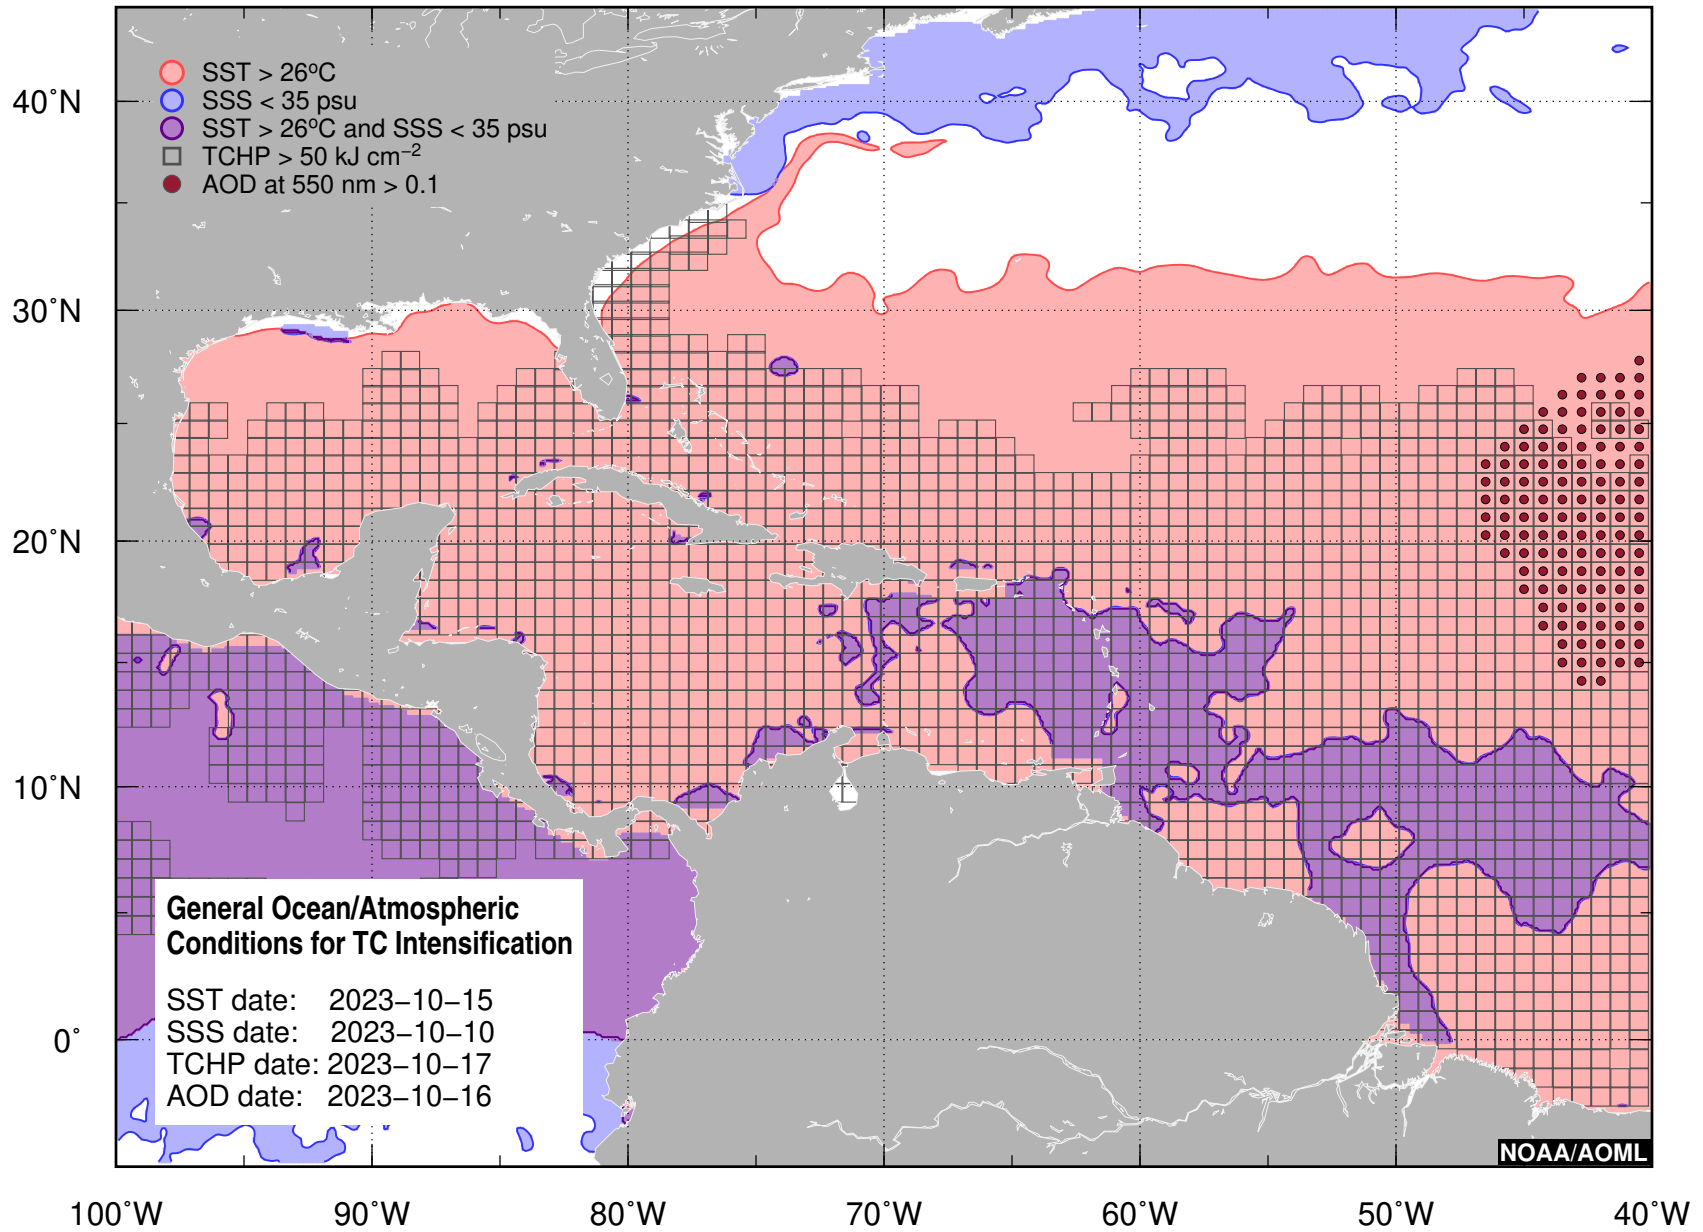 SST > 26°C
SSS < 35 psu
SST > 26°C and SSS < 35 psu
TCHP > 50 kJ cm⁻²
AOD at 550 nm > 0.1
40°N
30°N
20°N
10°N
0°
General Ocean/Atmospheric
Conditions for TC Intensification
SST date: 2023−10−15
SSS date: 2023−10−10
TCHP date: 2023−10−17
AOD date: 2023−10−16
NOAA/AOML
100°W 90°W 80°W 70°W 60°W 50°W 40°W